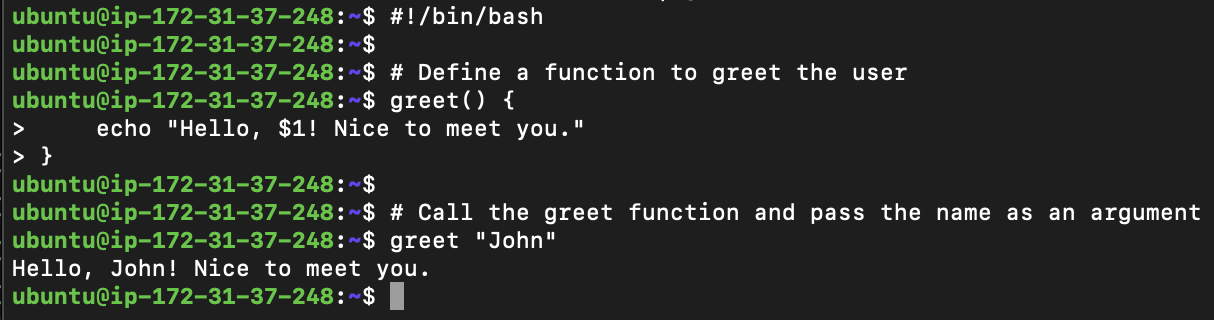 ubuntu@ip-172-31-37-248:~$ #!/bin/bash
ubuntu@ip-172-31-37-248:~$
ubuntu@ip-172-31-37-248:~$ # Define a function to greet the user
ubuntu@ip-172-31-37-248:~$ greet() {
>     echo "Hello, $1! Nice to meet you."
> }
ubuntu@ip-172-31-37-248:~$
ubuntu@ip-172-31-37-248:~$ # Call the greet function and pass the name as an argument
ubuntu@ip-172-31-37-248:~$ greet "John"
Hello, John! Nice to meet you.
ubuntu@ip-172-31-37-248:~$